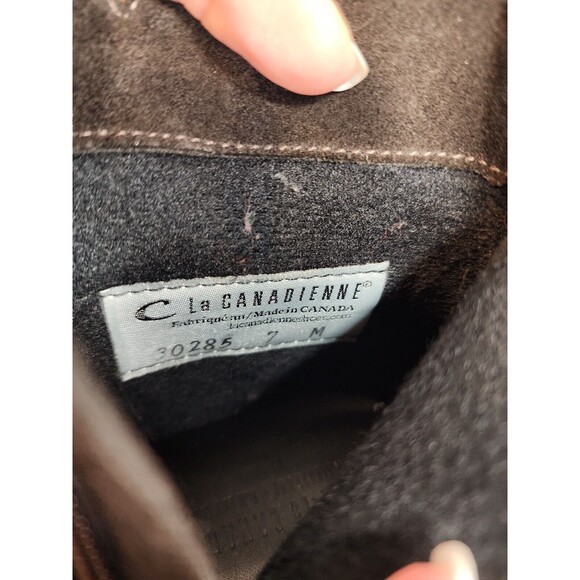 C La CANADIENNE®
Fabriqué au/Made in CANADA
lacanadienneshoes.com
30285 7 M